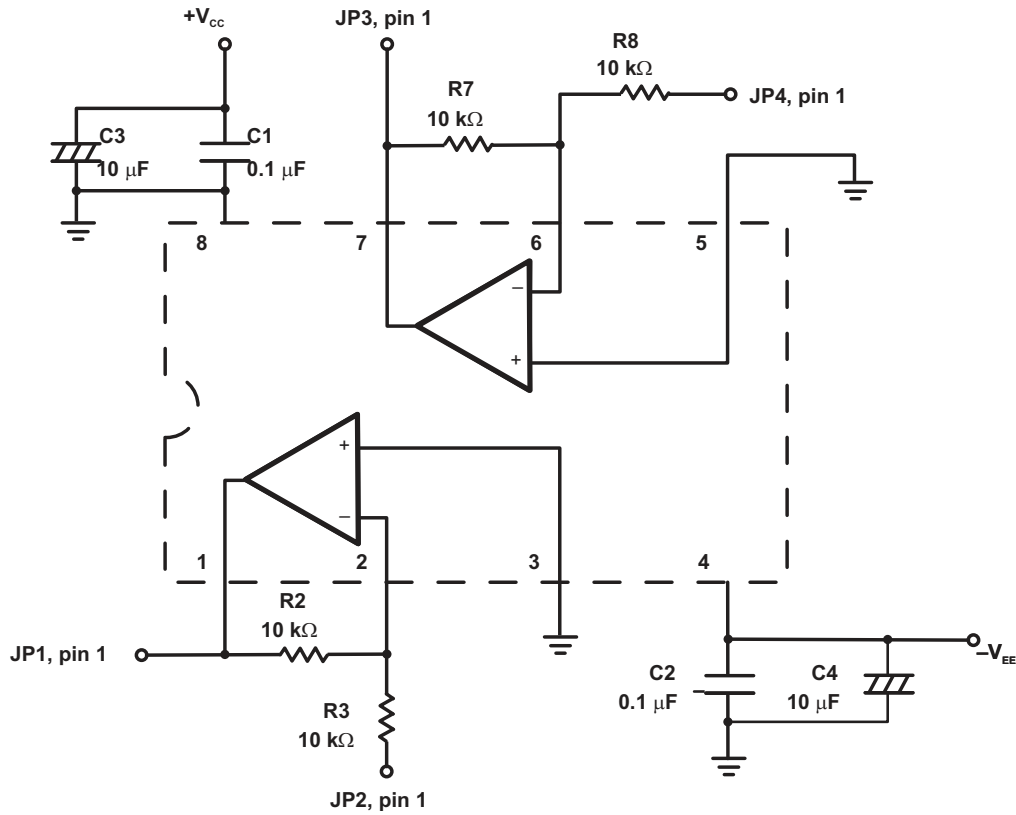 +Vcc
JP3, pin 1
R8
10 kΩ
JP4, pin 1
R7
10 kΩ
C3
10 μF
C1
0.1 μF
8
7
6
5
–
+
+
–
1
2
3
4
R2
10 kΩ
JP1, pin 1
R3
10 kΩ
JP2, pin 1
C2
0.1 μF
C4
10 μF
–VEE